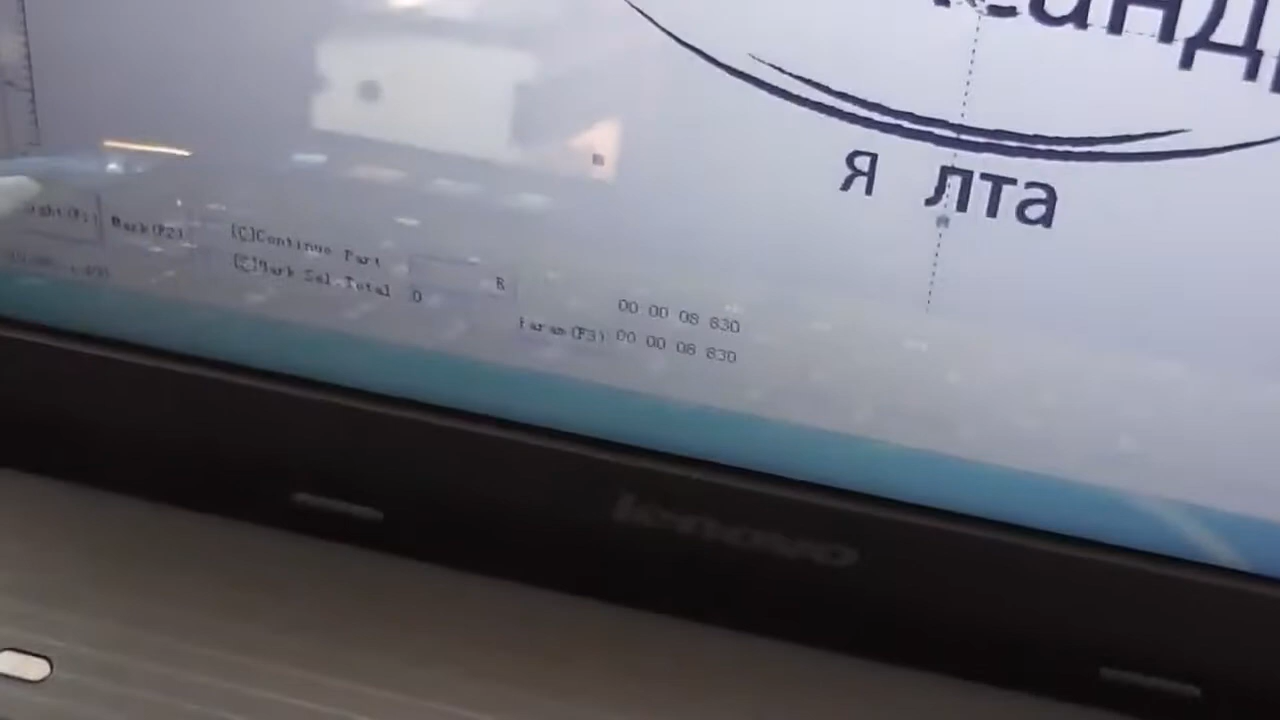 Я лта
Mark(F2)
[C]Continue Part
R
[S]Mark Sel.Total 0
00 00 08 830
Param(F3) 00 00 08 830
lenovo